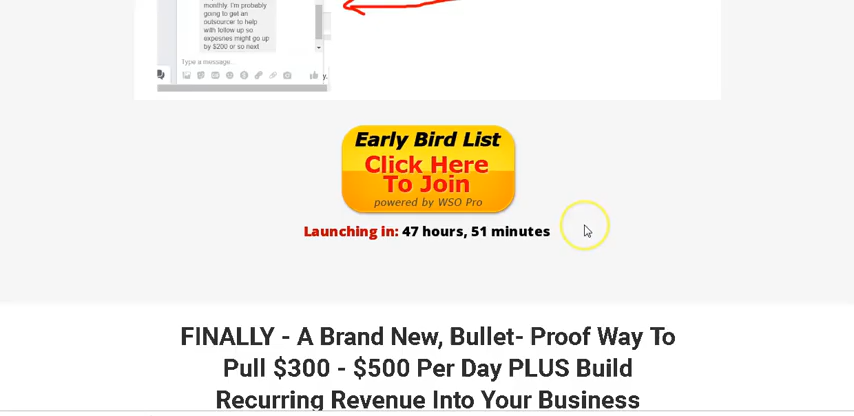 monthly. I'm probably
going to get an
outsourcer to help
with follow up so
expesnes might go up
by $200 or so next
Type a message...
y.
Early Bird List
Click Here
To Join
powered by WSO Pro
Launching in: 47 hours, 51 minutes
FINALLY - A Brand New, Bullet- Proof Way To
Pull $300 - $500 Per Day PLUS Build
Recurring Revenue Into Your Business